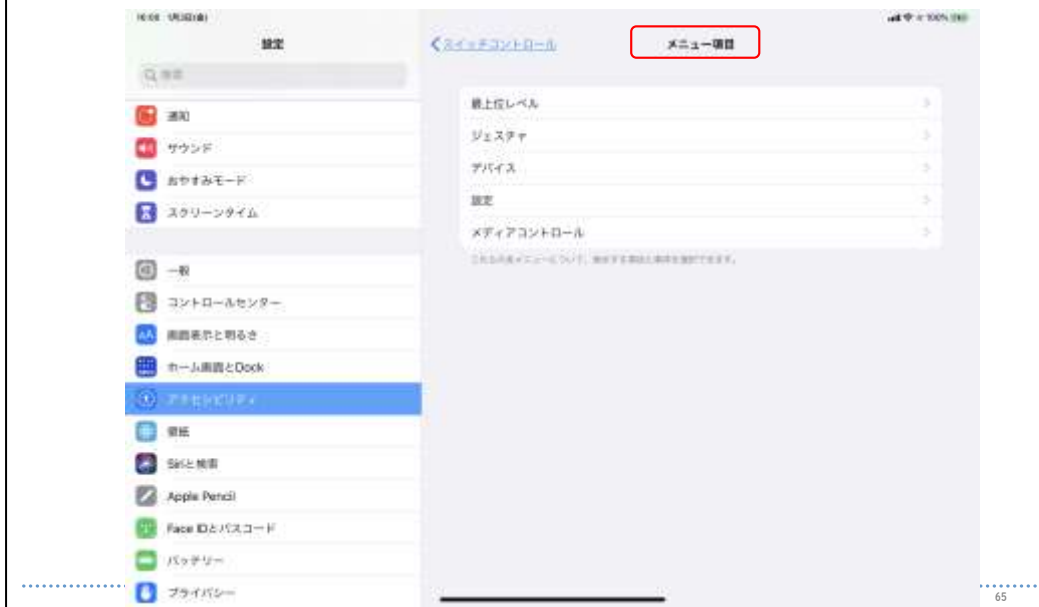 設定
検索
通知
サウンド
おやすみモード
スクリーンタイム
一般
コントロールセンター
画面表示と明るさ
ホーム画面とDock
アクセシビリティ
壁紙
Siriと検索
Apple Pencil
Face IDとパスコード
バッテリー
プライバシー
スイッチコントロール
メニュー項目
100%
最上位レベル
ジェスチャ
デバイス
設定
メディアコントロール
65